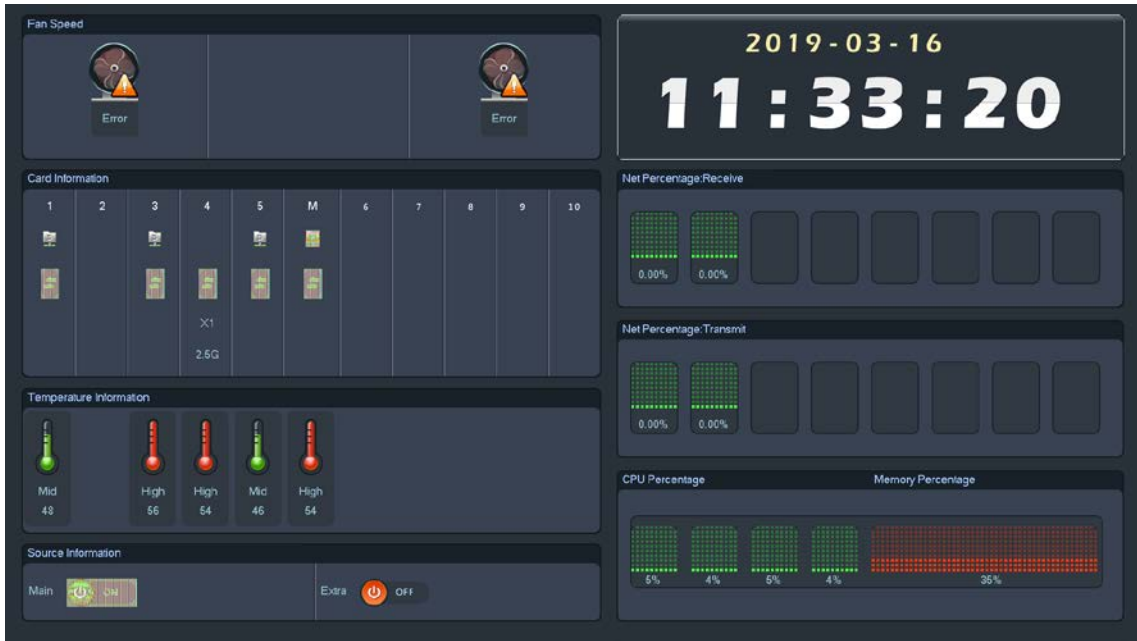 Fan Speed
Error
Error
2019-03-16
11:33:20
Card Information
1 2 3 4 5 M 6 7 8 9 10
X1
2.5G
Temperature Information
Mid High High Mid High
48 56 54 46 54
Source Information
Main ON Extra OFF
Net Percentage:Receive
0.00% 0.00%
Net Percentage:Transmit
0.00% 0.00%
CPU Percentage Memory Percentage
5% 4% 5% 4% 35%